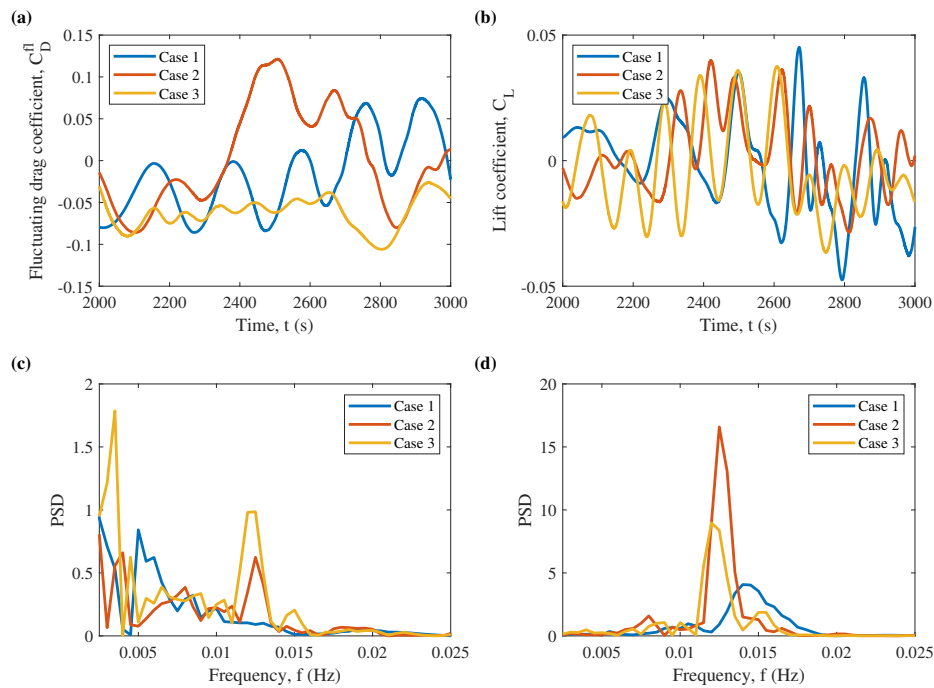 (a)
Fluctuating drag coefficient, C_D^fl
0.15
0.1
0.05
0
-0.05
-0.1
-0.15
2000 2200 2400 2600 2800 3000
Time, t (s)
Case 1
Case 2
Case 3
(b)
Lift coefficient, C_L
0.05
0
-0.05
2000 2200 2400 2600 2800 3000
Time, t (s)
Case 1
Case 2
Case 3
(c)
PSD
2
1.5
1
0.5
0
0.005 0.01 0.015 0.02 0.025
Frequency, f (Hz)
Case 1
Case 2
Case 3
(d)
PSD
20
15
10
5
0
0.005 0.01 0.015 0.02 0.025
Frequency, f (Hz)
Case 1
Case 2
Case 3